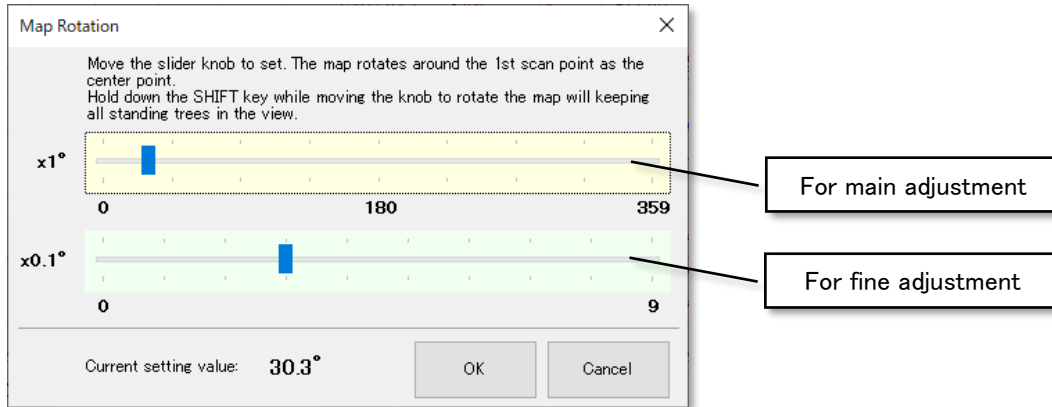 Map Rotation
Move the slider knob to set. The map rotates around the 1st scan point as the
center point.
Hold down the SHIFT key while moving the knob to rotate the map will keeping
all standing trees in the view.
x1°
0 180 359
For main adjustment
x0.1°
0 9
For fine adjustment
Current setting value: 30.3° OK Cancel